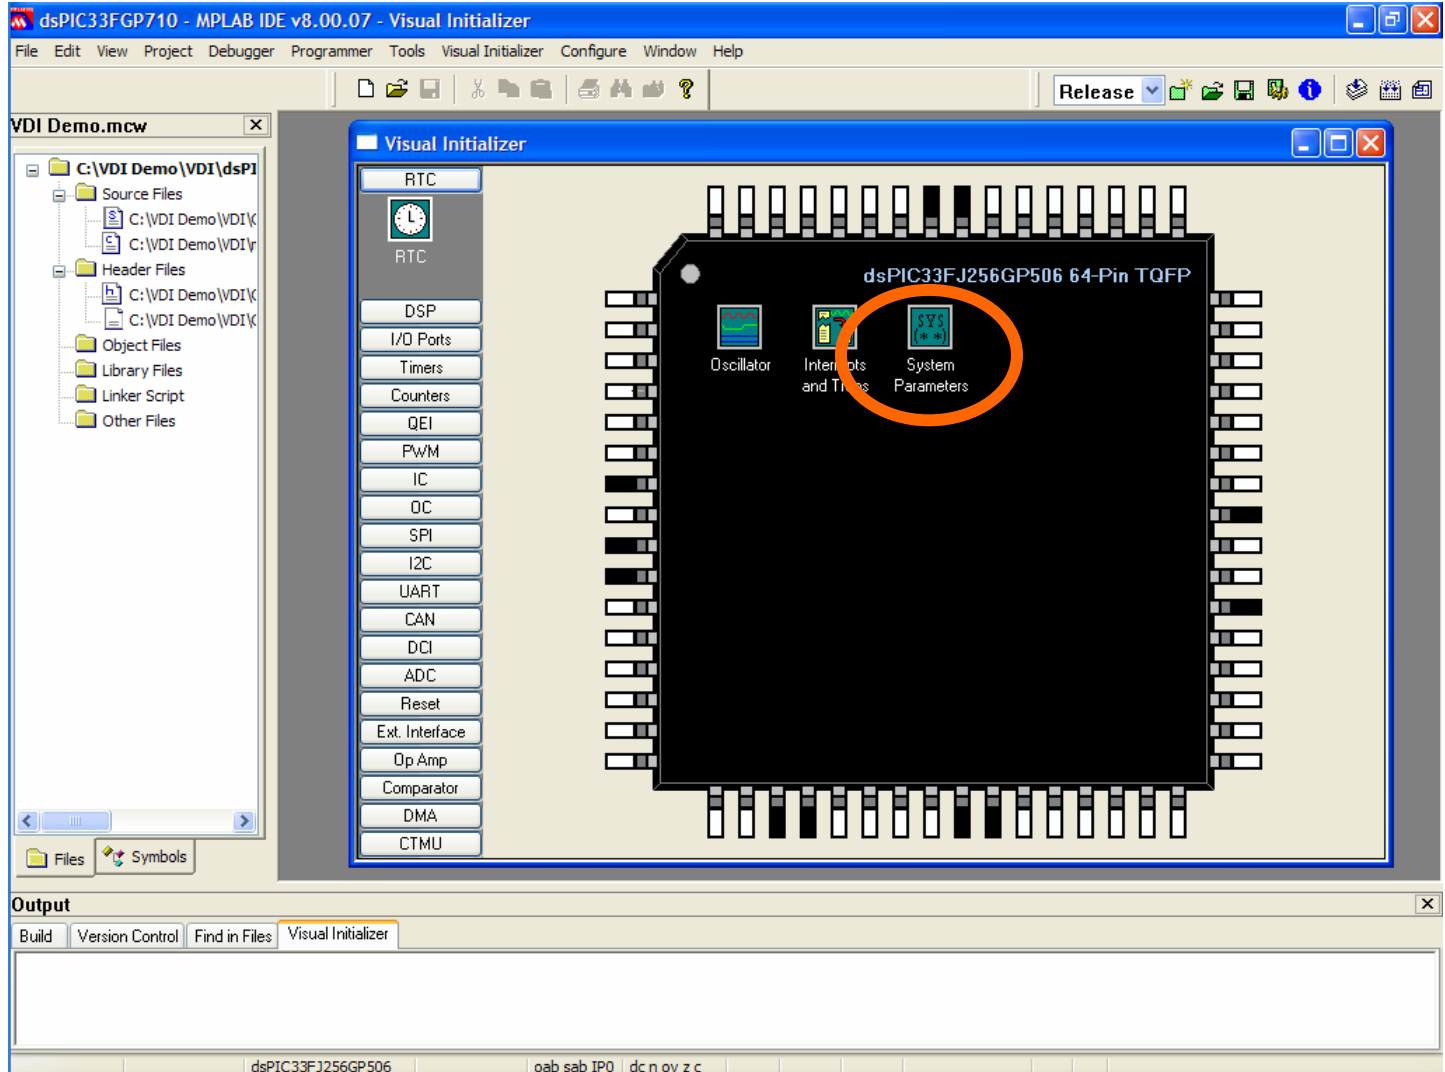 dsPIC33FGP710 - MPLAB IDE v8.00.07 - Visual Initializer
File Edit View Project Debugger Programmer Tools Visual Initializer Configure Window Help
Release
VDI Demo.mcw
C:\VDI Demo\VDI\dsPI
Source Files
C:\VDI Demo\VDI\
C:\VDI Demo\VDI\
Header Files
C:\VDI Demo\VDI\
C:\VDI Demo\VDI\
Object Files
Library Files
Linker Script
Other Files
Files Symbols
Visual Initializer
RTC
RTC
DSP
I/O Ports
Timers
Counters
QEI
PWM
IC
OC
SPI
I2C
UART
CAN
DCI
ADC
Reset
Ext. Interface
Op Amp
Comparator
DMA
CTMU
dsPIC33FJ256GP506 64-Pin TQFP
SYS
(* *)
Oscillator
Interrupts
and Traps
System
Parameters
Output
Build Version Control Find in Files Visual Initializer
dsPIC33FJ256GP506 oab sab IP0 dc n ov z c